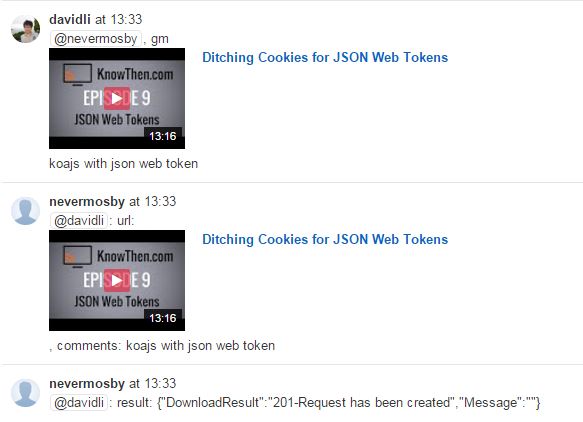 davidli at 13:33
@nevermosby, gm
KnowThen.com
EPISODE 9
JSON Web Tokens
13:16
Ditching Cookies for JSON Web Tokens
koajs with json web token
nevermosby at 13:33
@davidli: url:
KnowThen.com
EPISODE 9
JSON Web Tokens
13:16
Ditching Cookies for JSON Web Tokens
, comments: koajs with json web token
nevermosby at 13:33
@davidli: result: {"DownloadResult":"201-Request has been created","Message":""}